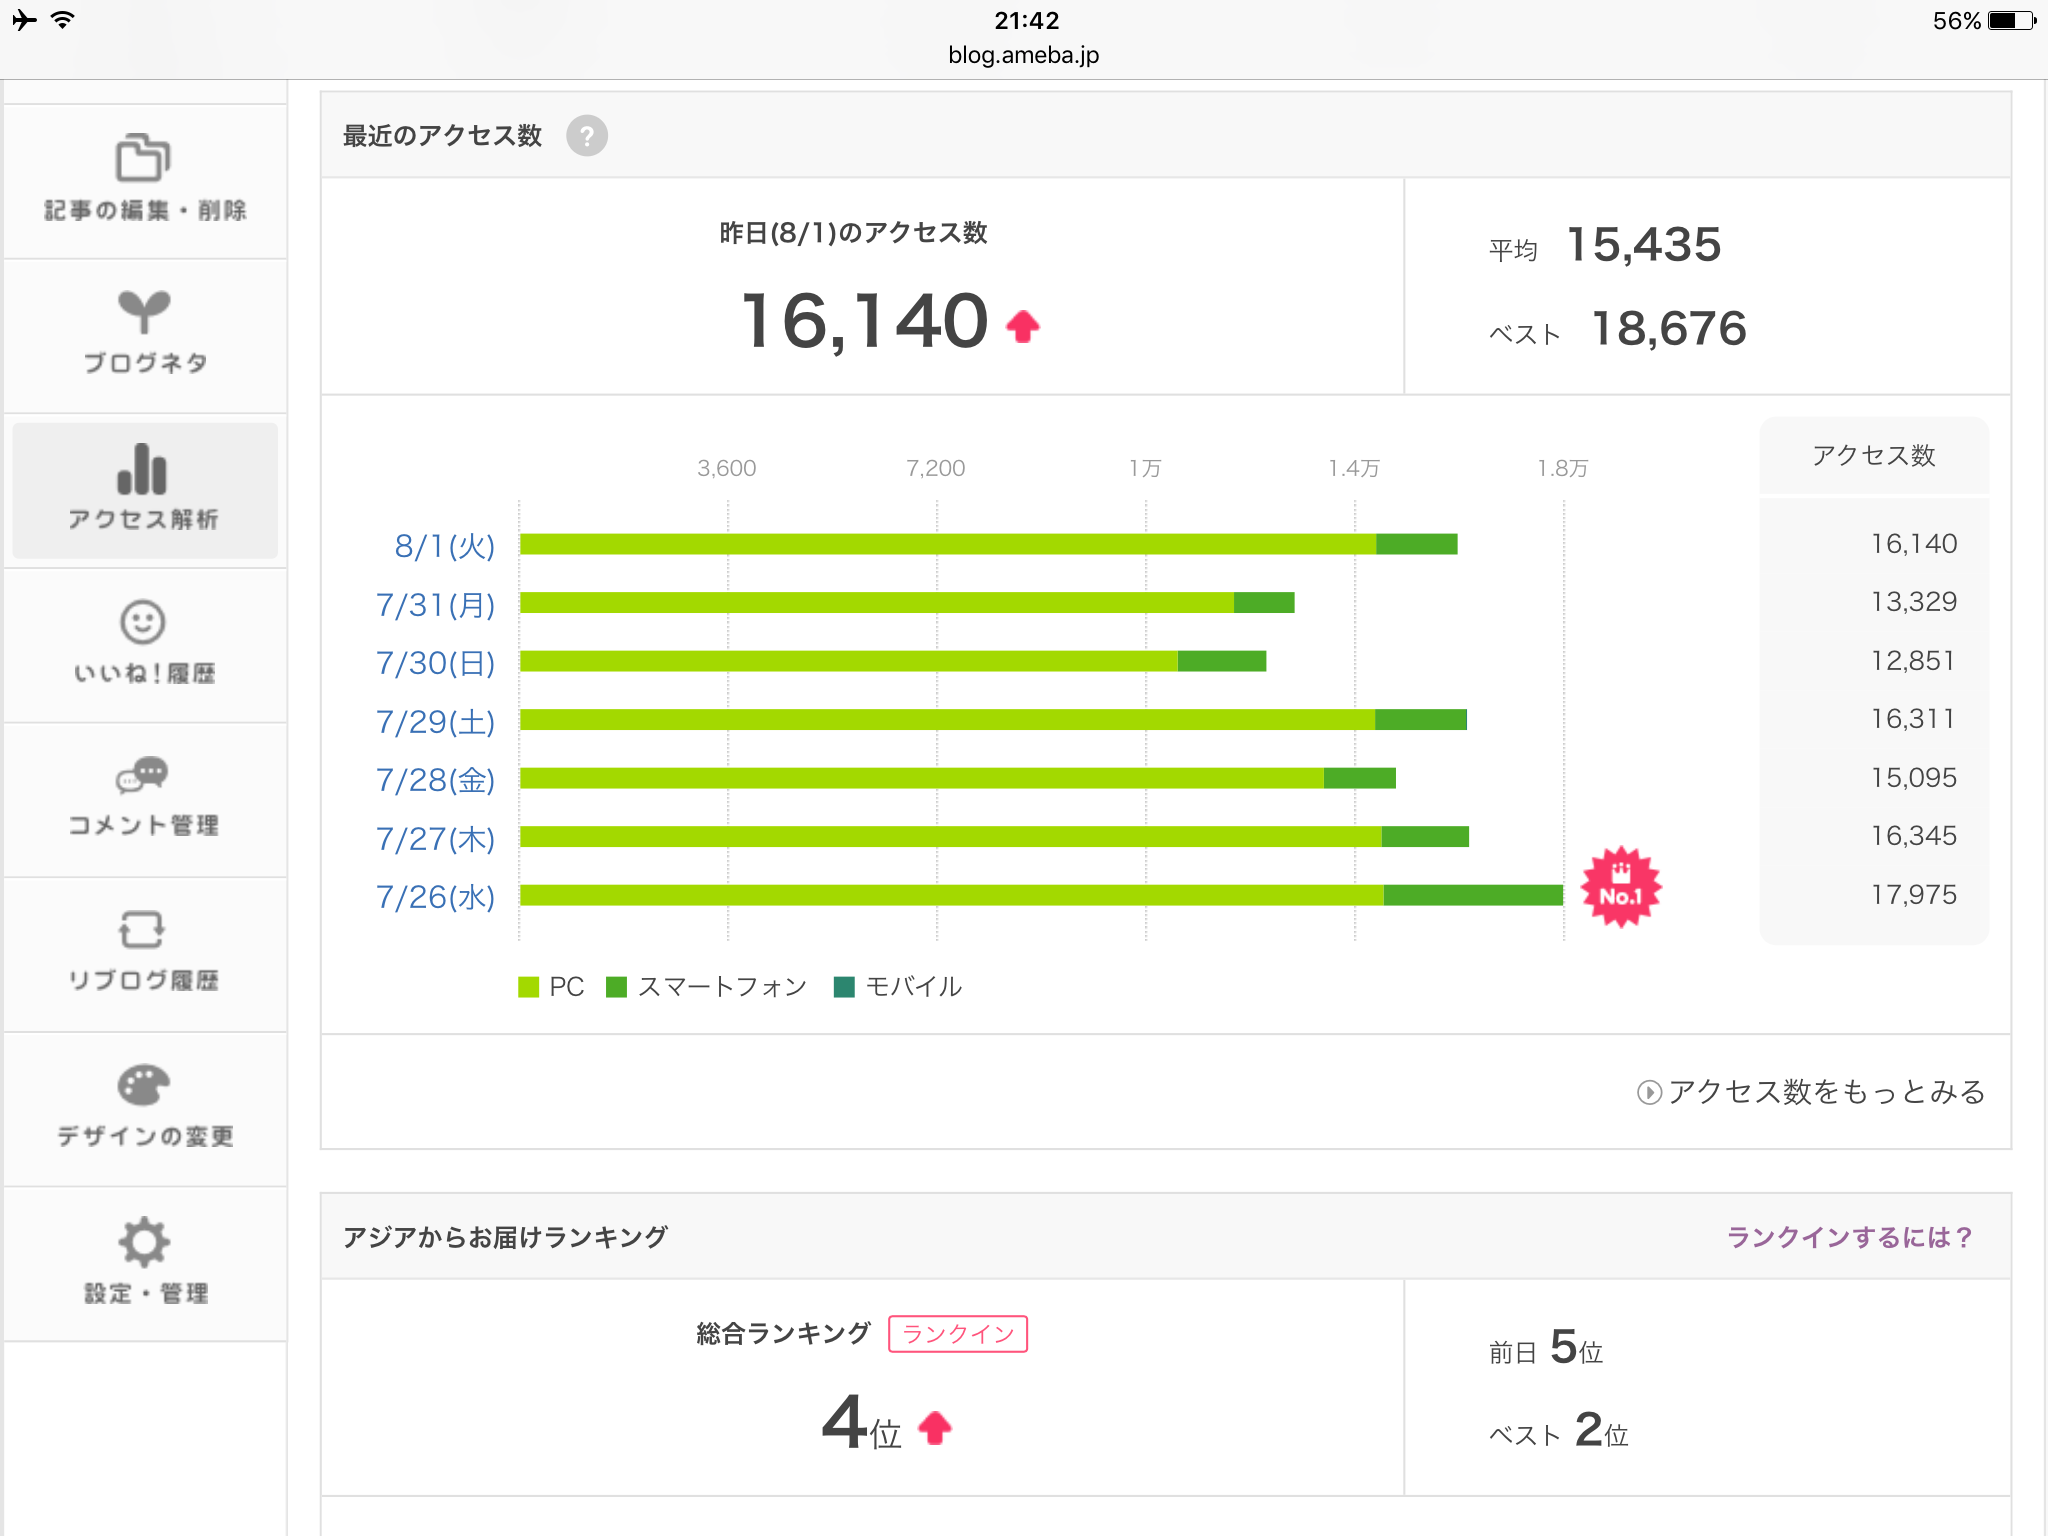 21:42
56%
blog.ameba.jp
記事の編集・削除
ブログネタ
アクセス解析
いいね!履歴
コメント管理
リブログ履歴
デザインの変更
設定・管理
最近のアクセス数 ?
昨日(8/1)のアクセス数
16,140
平均 15,435
ベスト 18,676
3,600 7,200 1万 1.4万 1.8万
アクセス数
8/1(火) 16,140
7/31(月) 13,329
7/30(日) 12,851
7/29(土) 16,311
7/28(金) 15,095
7/27(木) 16,345
7/26(水) No.1 17,975
PC スマートフォン モバイル
アクセス数をもっとみる
アジアからお届けランキング
ランクインするには?
総合ランキング ランクイン
4位
前日 5位
ベスト 2位